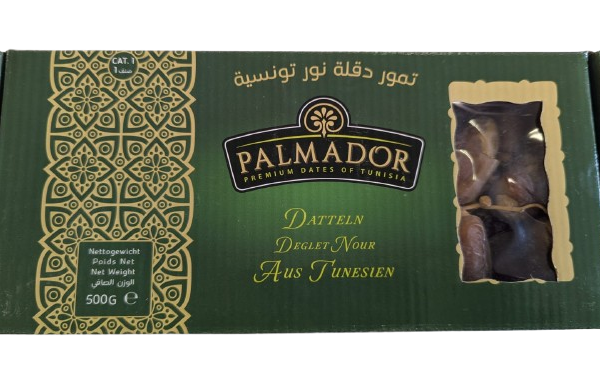 CAT. I
صنف 1
تمور دقلة نور تونسية
PALMADOR
PREMIUM DATES OF TUNISIA
DATTELN
DEGLET NOUR
AUS TUNESIEN
Nettogewicht
Poids Net
Net Weight
الوزن الصافي
500G ℮